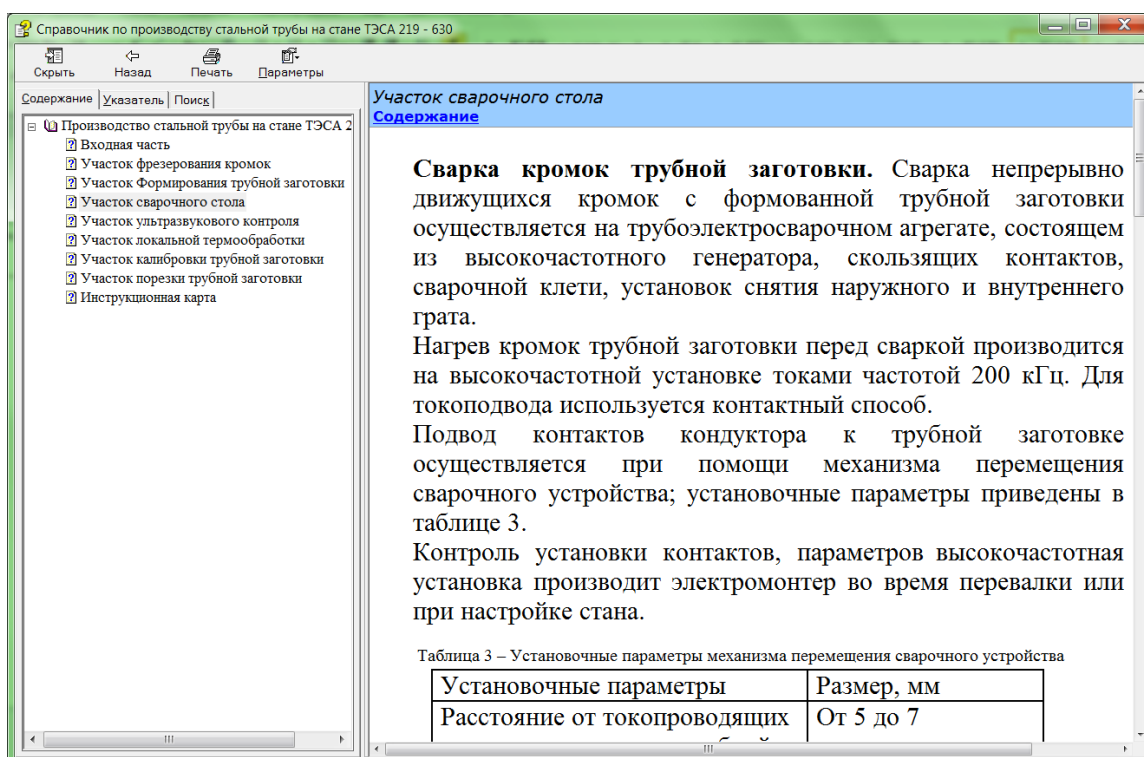 Справочник по производству стальной трубы на стане ТЭСА 219 - 630
Скрыть Назад Печать Параметры
Содержание Указатель Поиск
Производство стальной трубы на стане ТЭСА 2
Входная часть
Участок фрезерования кромок
Участок Формирования трубной заготовки
Участок сварочного стола
Участок ультразвукового контроля
Участок локальной термообработки
Участок калибровки трубной заготовки
Участок порезки трубной заготовки
Инструкционная карта
Участок сварочного стола
Содержание
Сварка кромок трубной заготовки. Сварка непрерывно
движущихся кромок с формованной трубной заготовки
осуществляется на трубоэлектросварочном агрегате, состоящем
из высокочастотного генератора, скользящих контактов,
сварочной клети, установок снятия наружного и внутреннего
грата.
Нагрев кромок трубной заготовки перед сваркой производится
на высокочастотной установке токами частотой 200 кГц. Для
токоподвода используется контактный способ.
Подвод контактов кондуктора к трубной заготовке
осуществляется при помощи механизма перемещения
сварочного устройства; установочные параметры приведены в
таблице 3.
Контроль установки контактов, параметров высокочастотная
установка производит электромонтер во время перевалки или
при настройке стана.
Таблица 3 – Установочные параметры механизма перемещения сварочного устройства
Установочные параметры Размер, мм
Расстояние от токопроводящих От 5 до 7